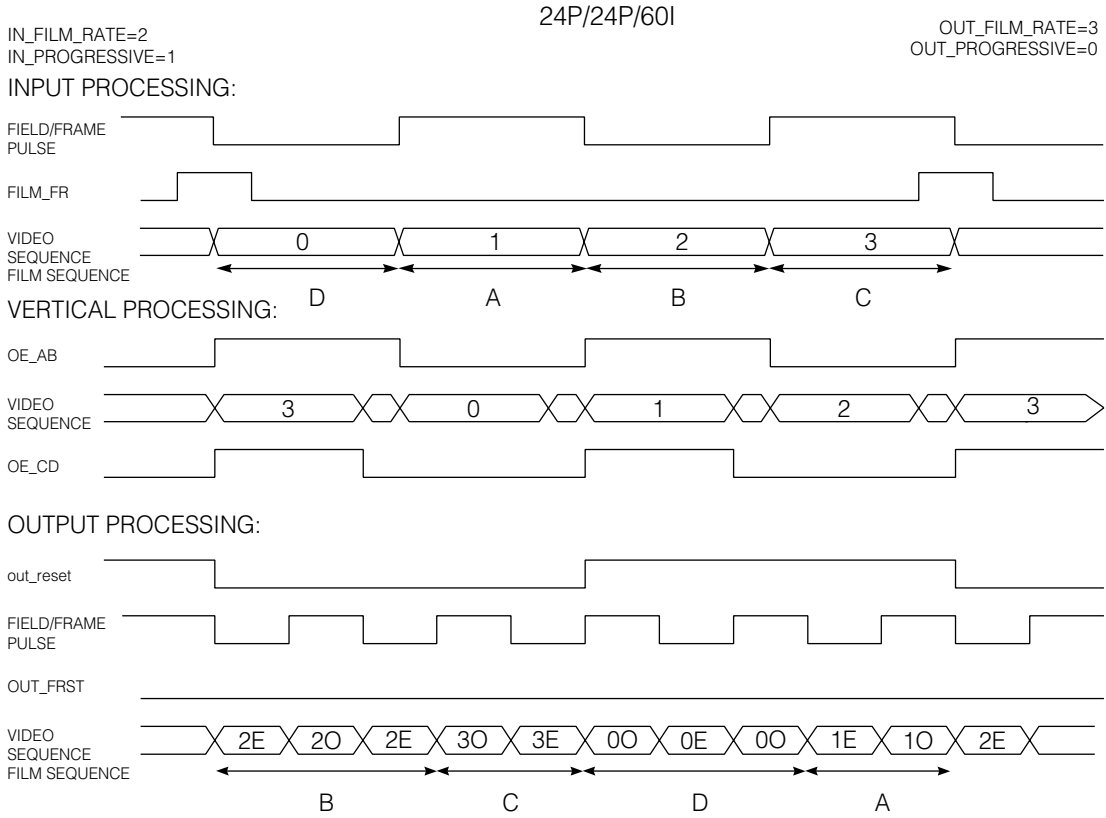 24P/24P/60I
IN_FILM_RATE=2
IN_PROGRESSIVE=1
OUT_FILM_RATE=3
OUT_PROGRESSIVE=0
INPUT PROCESSING:
FIELD/FRAME
PULSE
FILM_FR
VIDEO
SEQUENCE
0 1 2 3
FILM SEQUENCE
D A B C
VERTICAL PROCESSING:
OE_AB
VIDEO
SEQUENCE
3 0 1 2 3
OE_CD
OUTPUT PROCESSING:
out_reset
FIELD/FRAME
PULSE
OUT_FRST
VIDEO
SEQUENCE
2E 2O 2E 3O 3E 0O 0E 0O 1E 1O 2E
FILM SEQUENCE
B C D A